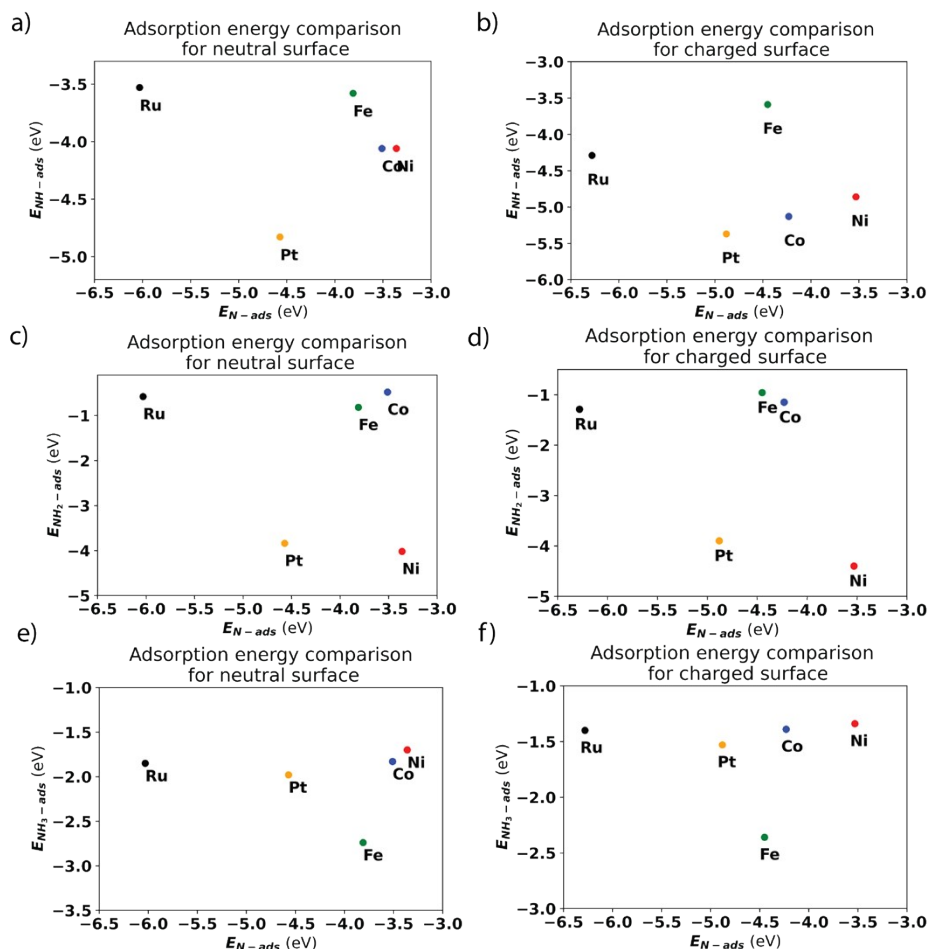 a)
Adsorption energy comparison
for neutral surface
−3.5
−4.0
−4.5
−5.0
E_NH−ads (eV)
Ru
Fe
Co
Ni
Pt
−6.5 −6.0 −5.5 −5.0 −4.5 −4.0 −3.5 −3.0
E_N−ads (eV)
b)
Adsorption energy comparison
for charged surface
−3.0
−3.5
−4.0
−4.5
−5.0
−5.5
−6.0
E_NH−ads (eV)
Fe
Ru
Ni
Co
Pt
−6.5 −6.0 −5.5 −5.0 −4.5 −4.0 −3.5 −3.0
E_N−ads (eV)
c)
Adsorption energy comparison
for neutral surface
−1
−2
−3
−4
−5
E_NH₂−ads (eV)
Ru
Co
Fe
Pt
Ni
−6.5 −6.0 −5.5 −5.0 −4.5 −4.0 −3.5 −3.0
E_N−ads (eV)
d)
Adsorption energy comparison
for charged surface
−1
−2
−3
−4
−5
E_NH₂−ads (eV)
Fe
Co
Ru
Pt
Ni
−6.5 −6.0 −5.5 −5.0 −4.5 −4.0 −3.5 −3.0
E_N−ads (eV)
e)
Adsorption energy comparison
for neutral surface
−1.0
−1.5
−2.0
−2.5
−3.0
−3.5
E_NH₃−ads (eV)
Ni
Co
Ru
Pt
Fe
−6.5 −6.0 −5.5 −5.0 −4.5 −4.0 −3.5 −3.0
E_N−ads (eV)
f)
Adsorption energy comparison
for charged surface
−1.0
−1.5
−2.0
−2.5
−3.0
E_NH₃−ads (eV)
Ru
Pt
Co
Ni
Fe
−6.5 −6.0 −5.5 −5.0 −4.5 −4.0 −3.5 −3.0
E_N−ads (eV)